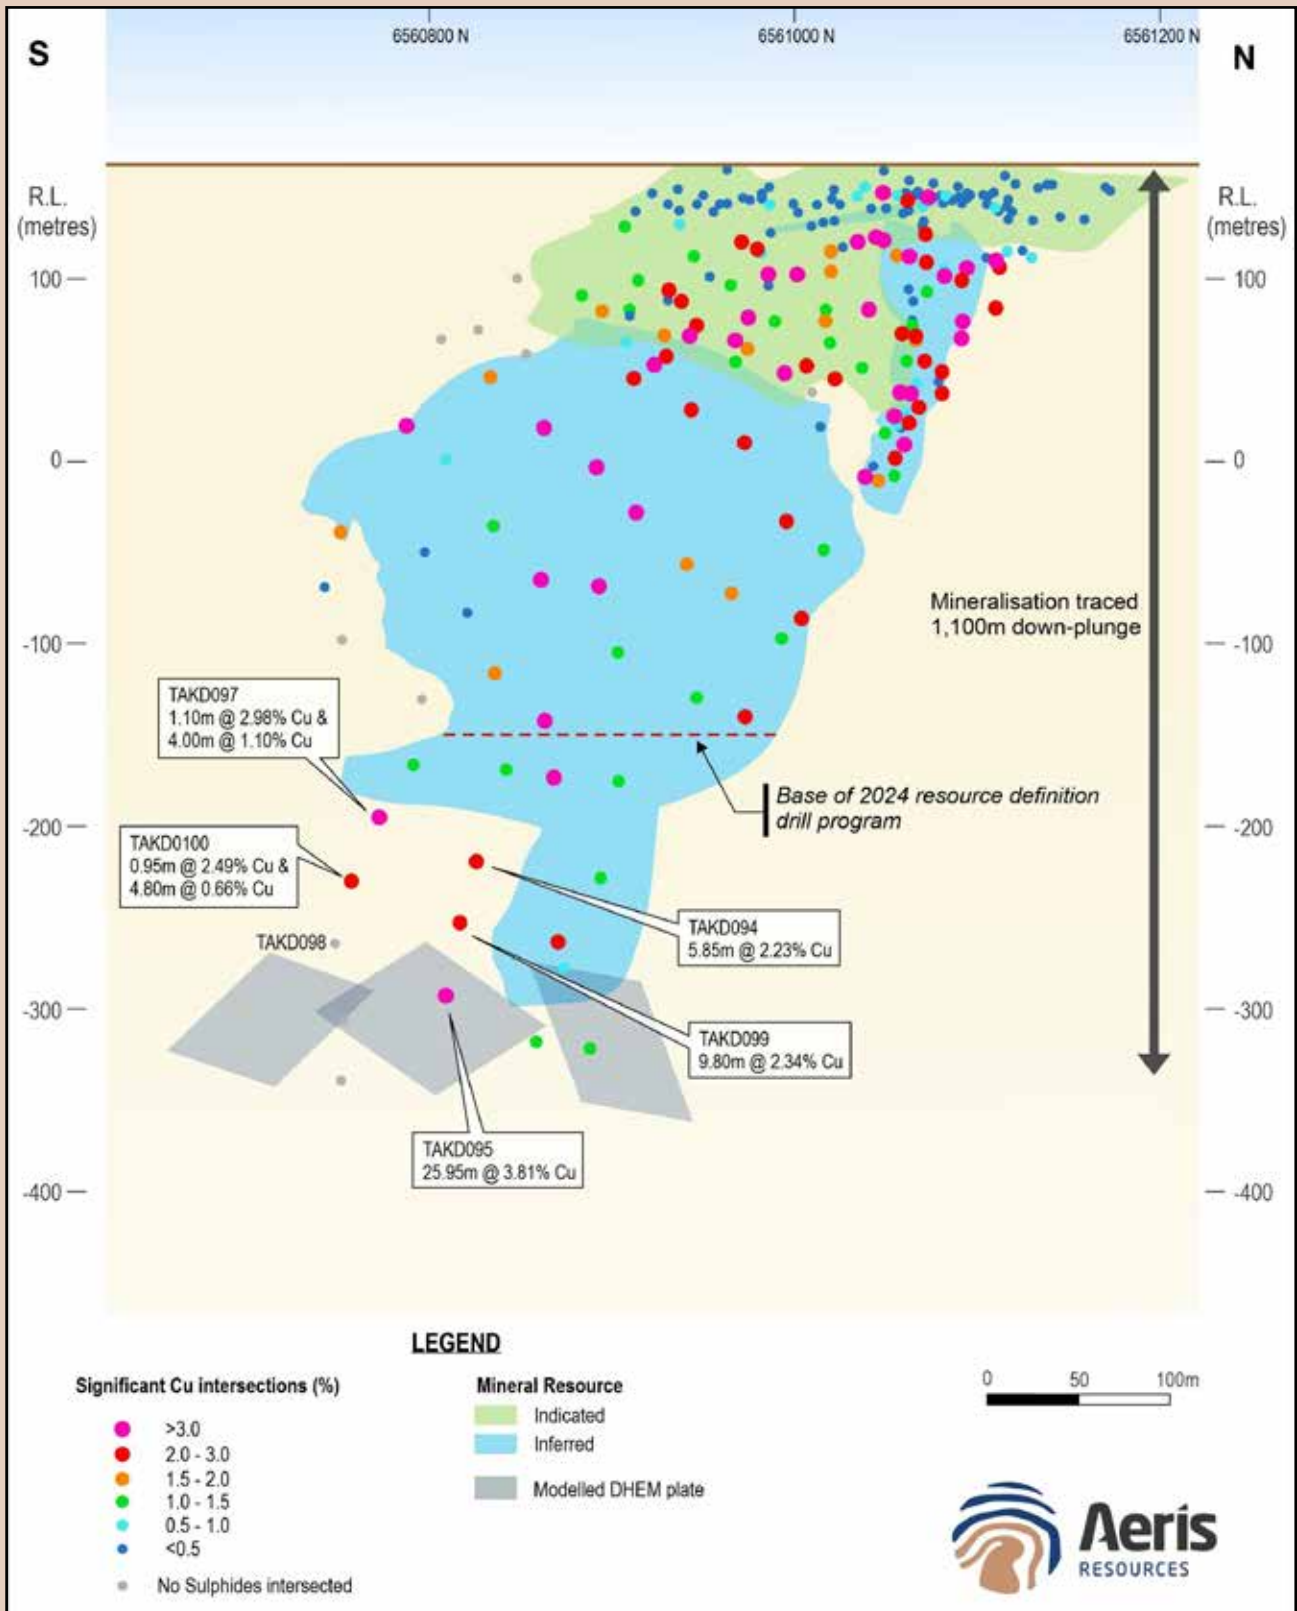 6560800 N
6561000 N
6561200 N
S
N
R.L.
(metres)
R.L.
(metres)
100
100
0
0
Mineralisation traced
1,100m down-plunge
-100
-100
TAKD097
1.10m @ 2.98% Cu &
4.00m @ 1.10% Cu
Base of 2024 resource definition
drill program
-200
-200
TAKD0100
0.95m @ 2.49% Cu &
4.80m @ 0.66% Cu
TAKD098
TAKD094
5.85m @ 2.23% Cu
-300
-300
TAKD099
9.80m @ 2.34% Cu
TAKD095
25.95m @ 3.81% Cu
-400
-400
LEGEND
Significant Cu intersections (%)
>3.0
2.0 - 3.0
1.5 - 2.0
1.0 - 1.5
0.5 - 1.0
<0.5
No Sulphides intersected
Mineral Resource
Indicated
Inferred
Modelled DHEM plate
0 50 100m
Aeris
RESOURCES